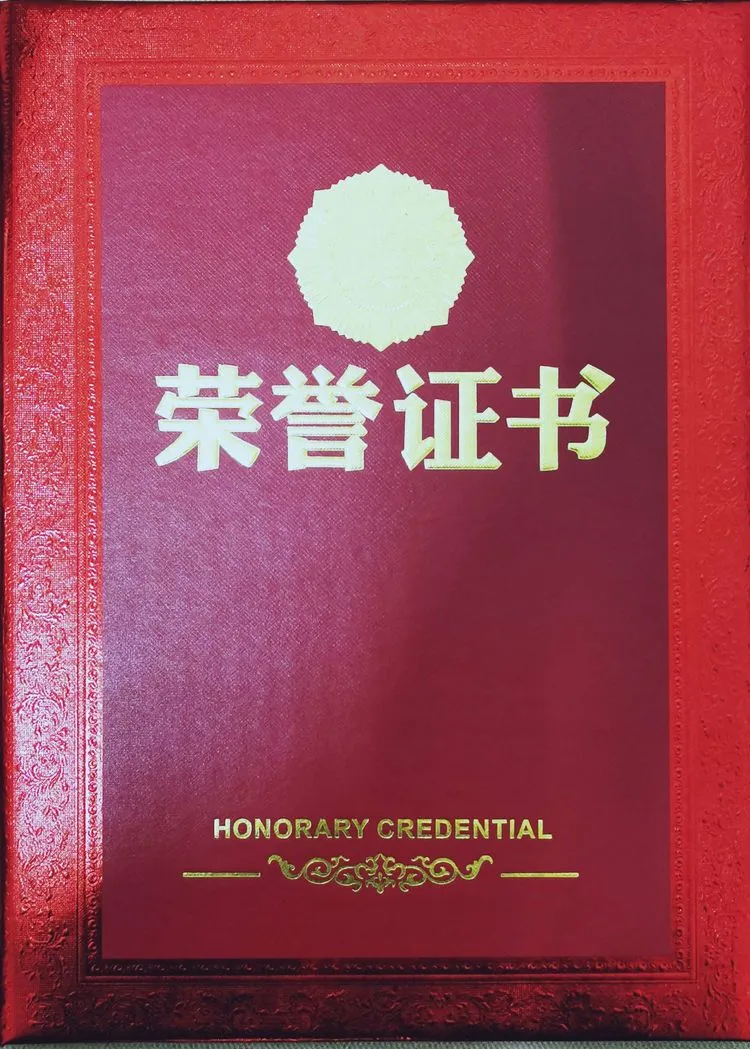 荣誉证书
HONORARY CREDENTIAL